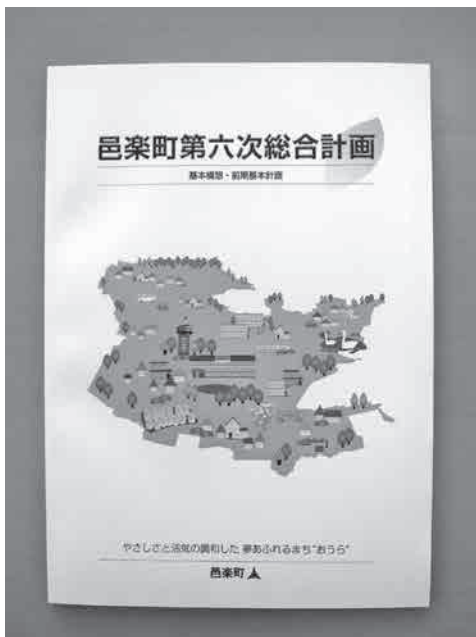 邑楽町第六次総合計画
基本構想・前期基本計画
やさしさと活気の調和した 夢あふれるまち“おうら”
邑楽町